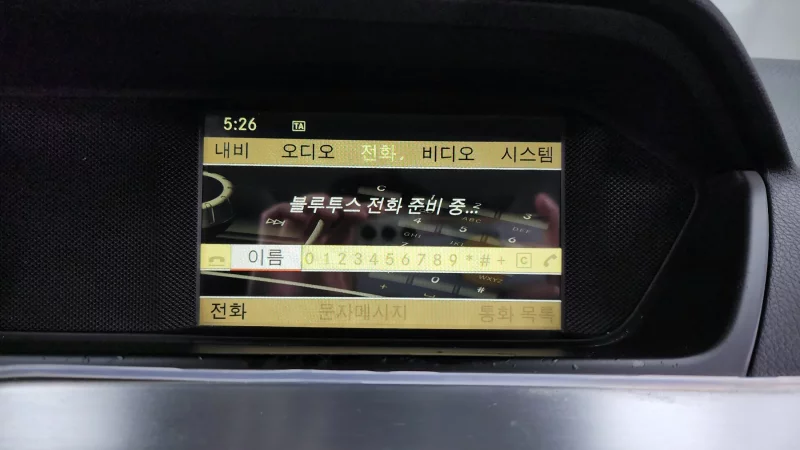 5:26 TA
내비 오디오 전화 비디오 시스템
블루투스 전화 준비 중...
이름 0 1 2 3 4 5 6 7 8 9 * # + C
전화 문자메시지 통화 목록